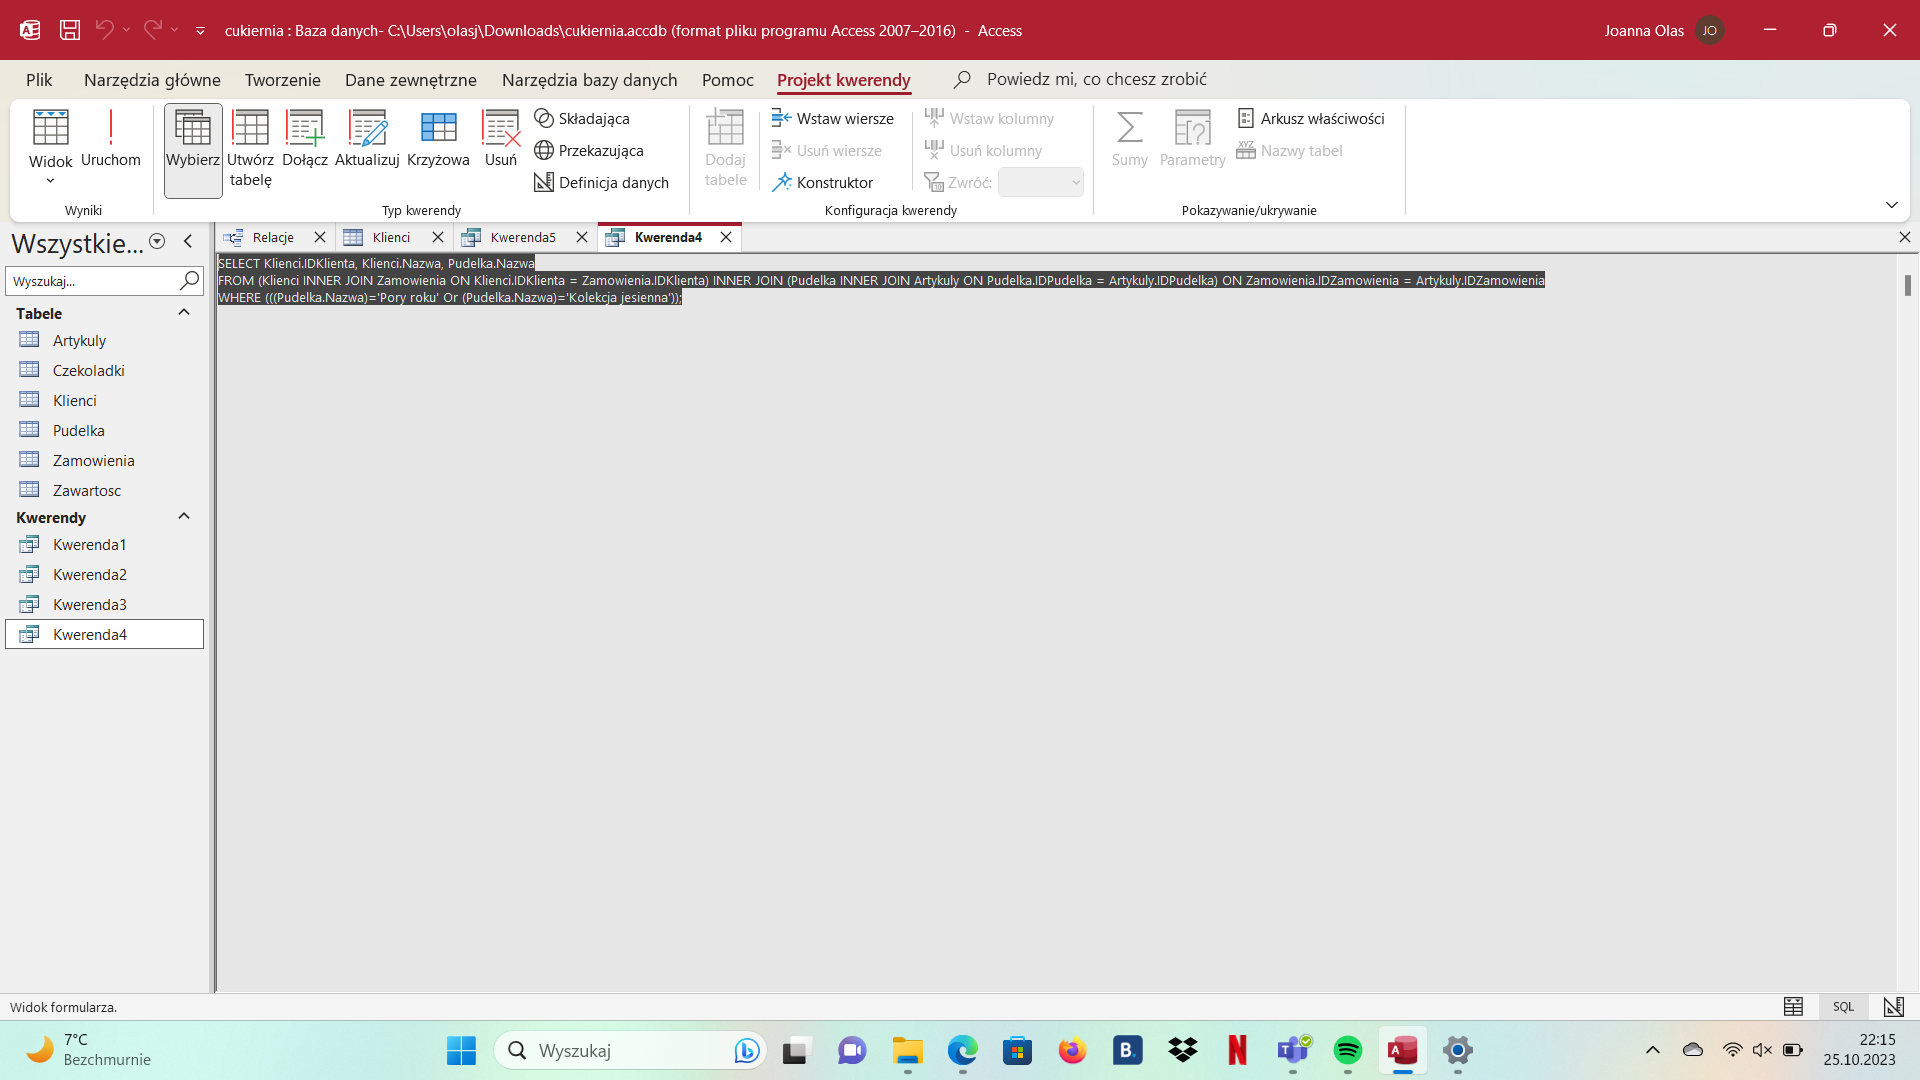 cukiernia : Baza danych- C:\Users\olasj\Downloads\cukiernia.accdb (format pliku programu Access 2007–2016) - Access
Joanna Olas JO
Plik Narzędzia główne Tworzenie Dane zewnętrzne Narzędzia bazy danych Pomoc Projekt kwerendy Powiedz mi, co chcesz zrobić
Widok
Uruchom
Wyniki
Wybierz
Utwórz
tabelę
Dołącz
Aktualizuj
Krzyżowa
Usuń
Składająca
Przekazująca
Definicja danych
Typ kwerendy
Dodaj
tabele
Wstaw wiersze
Usuń wiersze
Konstruktor
Wstaw kolumny
Usuń kolumny
Zwróć:
Konfiguracja kwerendy
Sumy
Parametry
Arkusz właściwości
XYZ Nazwy tabel
Pokazywanie/ukrywanie
Wszystkie...
Wyszukaj...
Tabele
Artykuly
Czekoladki
Klienci
Pudelka
Zamowienia
Zawartosc
Kwerendy
Kwerenda1
Kwerenda2
Kwerenda3
Kwerenda4
Relacje Klienci Kwerenda5 Kwerenda4
SELECT Klienci.IDKlienta, Klienci.Nazwa, Pudelka.Nazwa
FROM (Klienci INNER JOIN Zamowienia ON Klienci.IDKlienta = Zamowienia.IDKlienta) INNER JOIN (Pudelka INNER JOIN Artykuly ON Pudelka.IDPudelka = Artykuly.IDPudelka) ON Zamowienia.IDZamowienia = Artykuly.IDZamowienia
WHERE (((Pudelka.Nazwa)='Pory roku' Or (Pudelka.Nazwa)='Kolekcja jesienna'));
Widok formularza.
SQL
7°C
Bezchmurnie
Wyszukaj
B.
N
22:15
25.10.2023